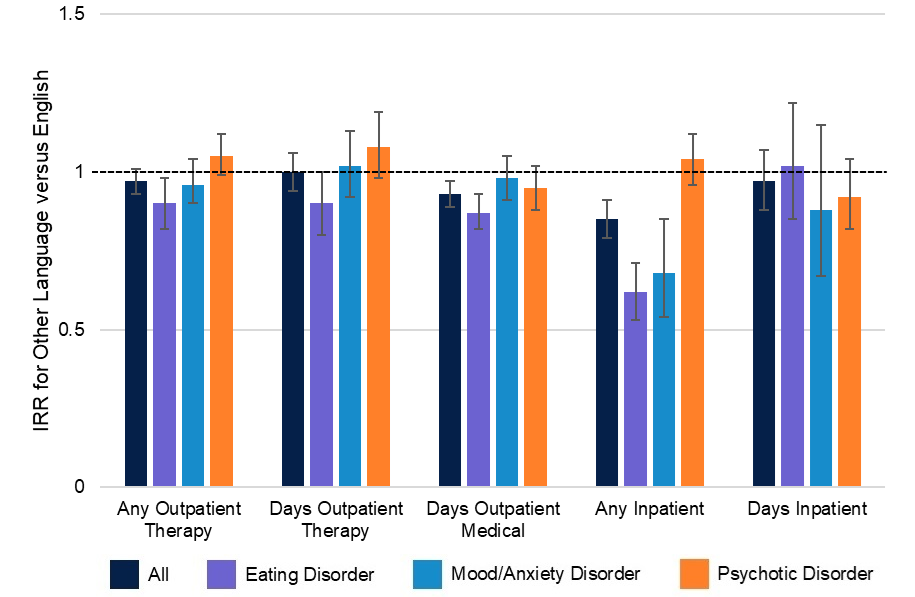 IRR for Other Language versus English
1.5
1
0.5
0
Any Outpatient
Therapy
Days Outpatient
Therapy
Days Outpatient
Medical
Any Inpatient
Days Inpatient
All
Eating Disorder
Mood/Anxiety Disorder
Psychotic Disorder